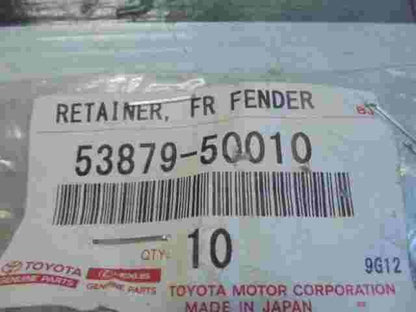 RETAINER, FR FENDER
53879-50010
QTY. 10
9G12
TOYOTA
GENUINE PARTS
LEXUS
GENUINE PARTS
TOYOTA MOTOR CORPORATION
MADE IN JAPAN